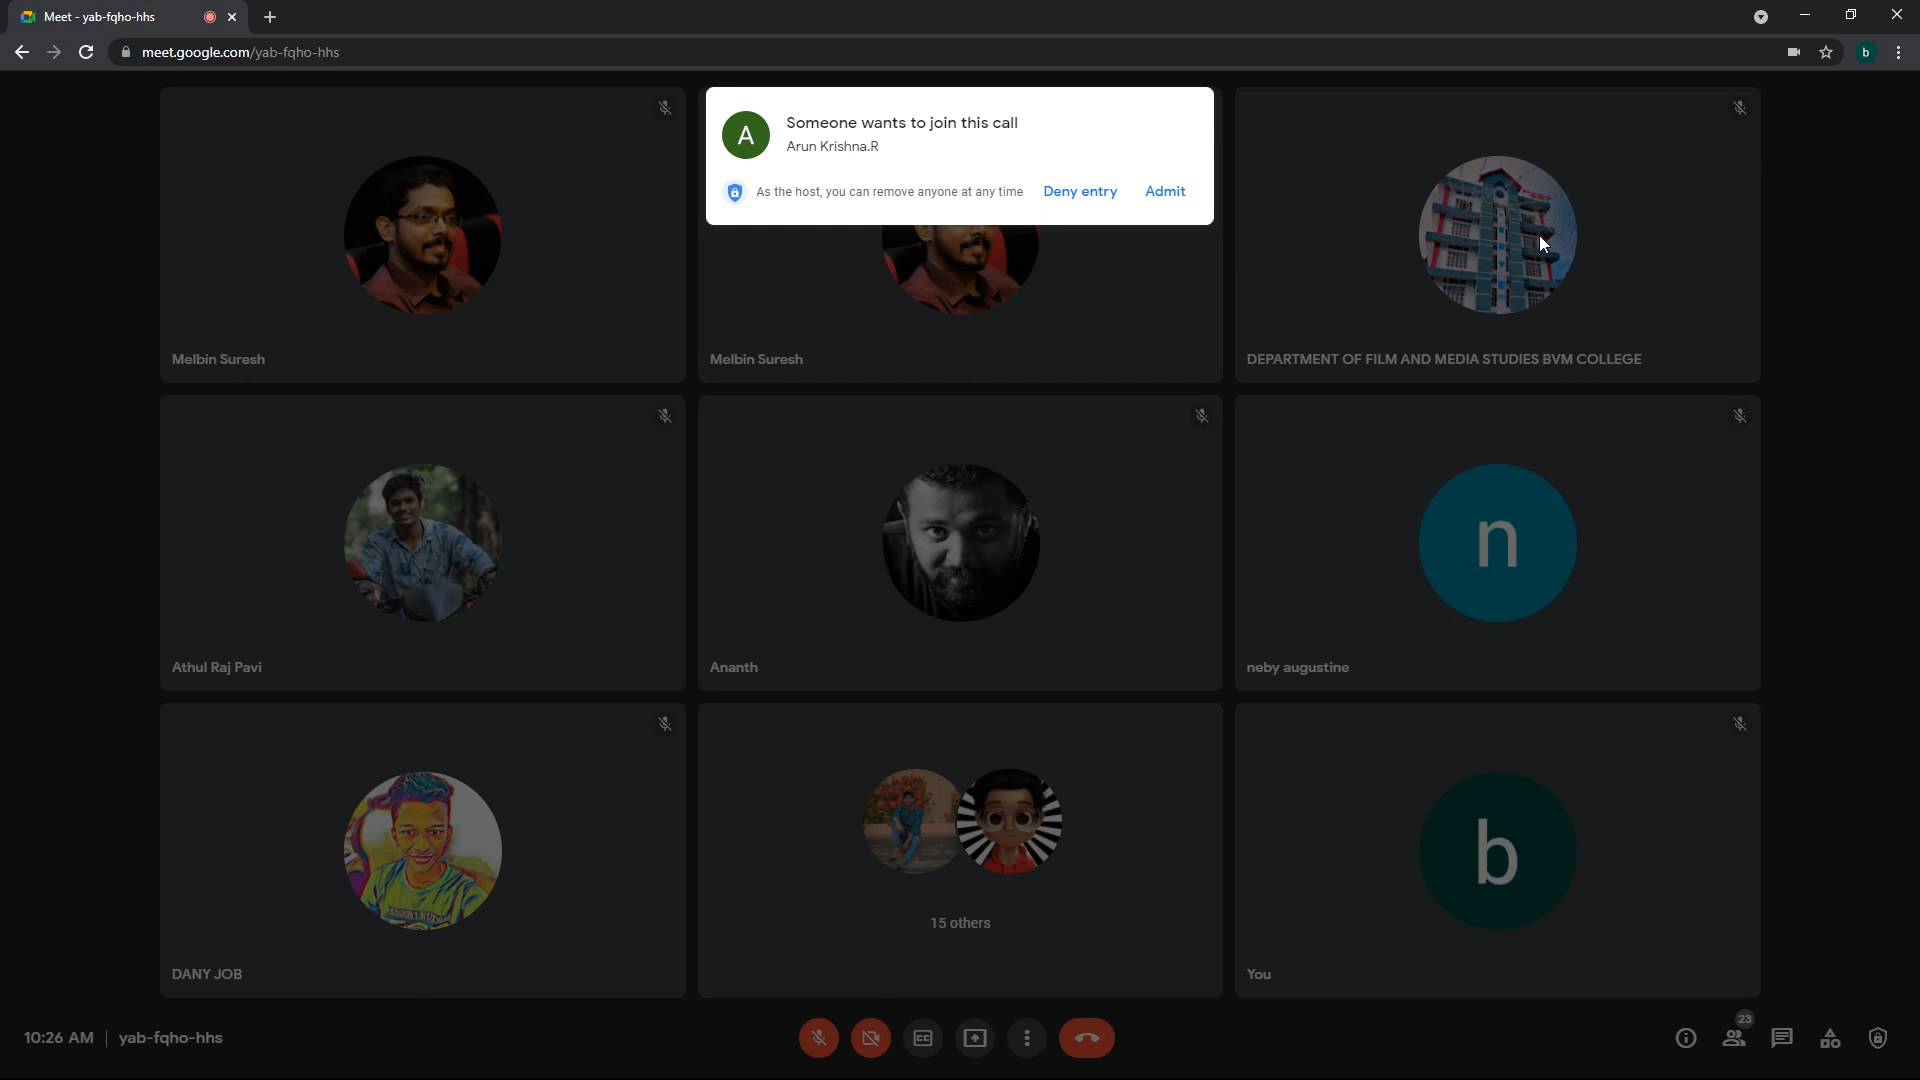 Meet - yab-fqho-hhs
meet.google.com/yab-fqho-hhs
b
A
Someone wants to join this call
Arun Krishna.R
As the host, you can remove anyone at any time
Deny entry
Admit
Melbin Suresh
Melbin Suresh
DEPARTMENT OF FILM AND MEDIA STUDIES BVM COLLEGE
n
Athul Raj Pavi
Ananth
neby augustine
b
15 others
DANY JOB
You
10:26 AM | yab-fqho-hhs
CC
23